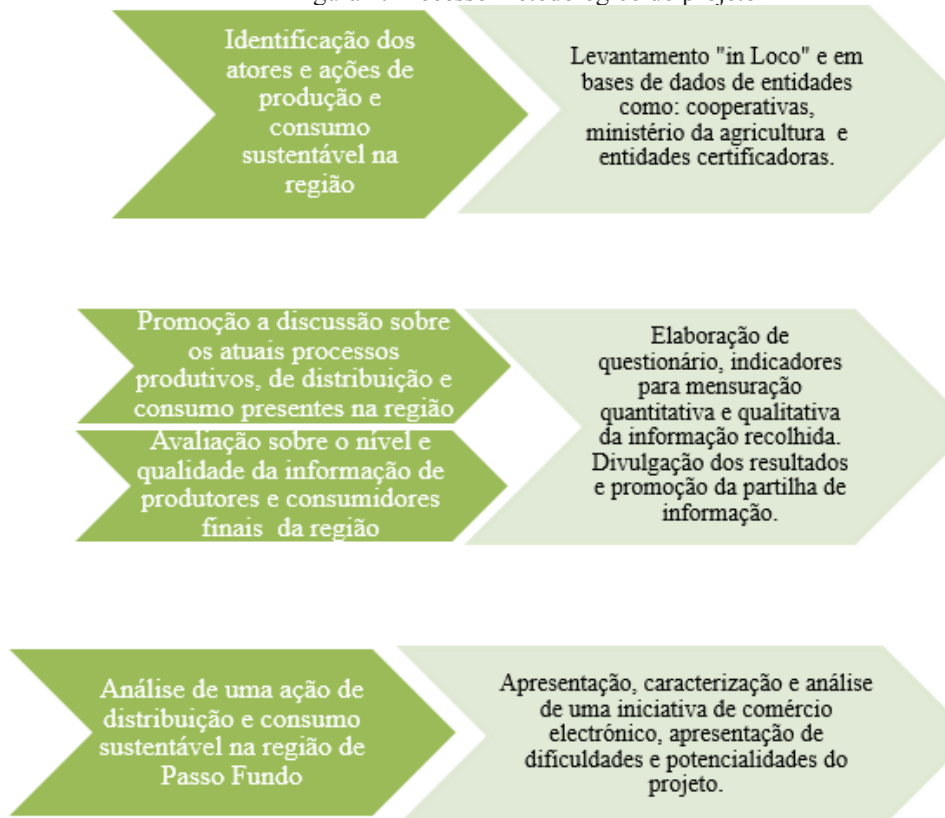 Identificação dos
atores e ações de
produção e
consumo
sustentável na
região
Levantamento "in Loco" e em
bases de dados de entidades
como: cooperativas,
ministério da agricultura e
entidades certificadoras.
Promoção a discussão sobre
os atuais processos
produtivos, de distribuição e
consumo presentes na região
Avaliação sobre o nível e
qualidade da informação de
produtores e consumidores
finais da região
Elaboração de
questionário, indicadores
para mensuração
quantitativa e qualitativa
da informação recolhida.
Divulgação dos resultados
e promoção da partilha de
informação.
Análise de uma ação de
distribuição e consumo
sustentável na região de
Passo Fundo
Apresentação, caracterização e análise
de uma iniciativa de comércio
electrónico, apresentação de
dificuldades e potencialidades do
projeto.